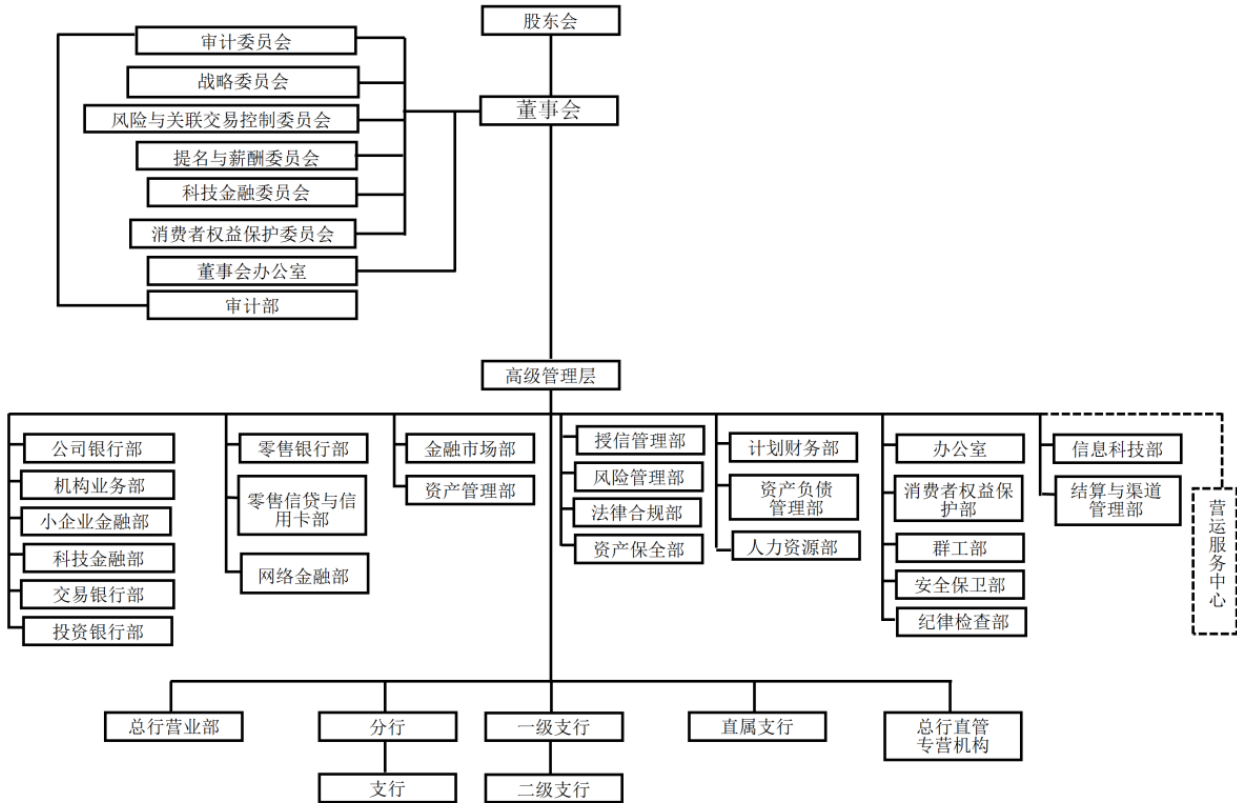 股东会
董事会
审计委员会
战略委员会
风险与关联交易控制委员会
提名与薪酬委员会
科技金融委员会
消费者权益保护委员会
董事会办公室
审计部
高级管理层
公司银行部
机构业务部
小企业金融部
科技金融部
交易银行部
投资银行部
零售银行部
零售信贷与信
用卡部
网络金融部
金融市场部
资产管理部
授信管理部
风险管理部
法律合规部
资产保全部
计划财务部
资产负债
管理部
人力资源部
办公室
消费者权益保
护部
群工部
安全保卫部
纪律检查部
信息科技部
结算与渠道
管理部
营运服务中心
总行营业部
分行
支行
一级支行
二级支行
直属支行
总行直管
专营机构